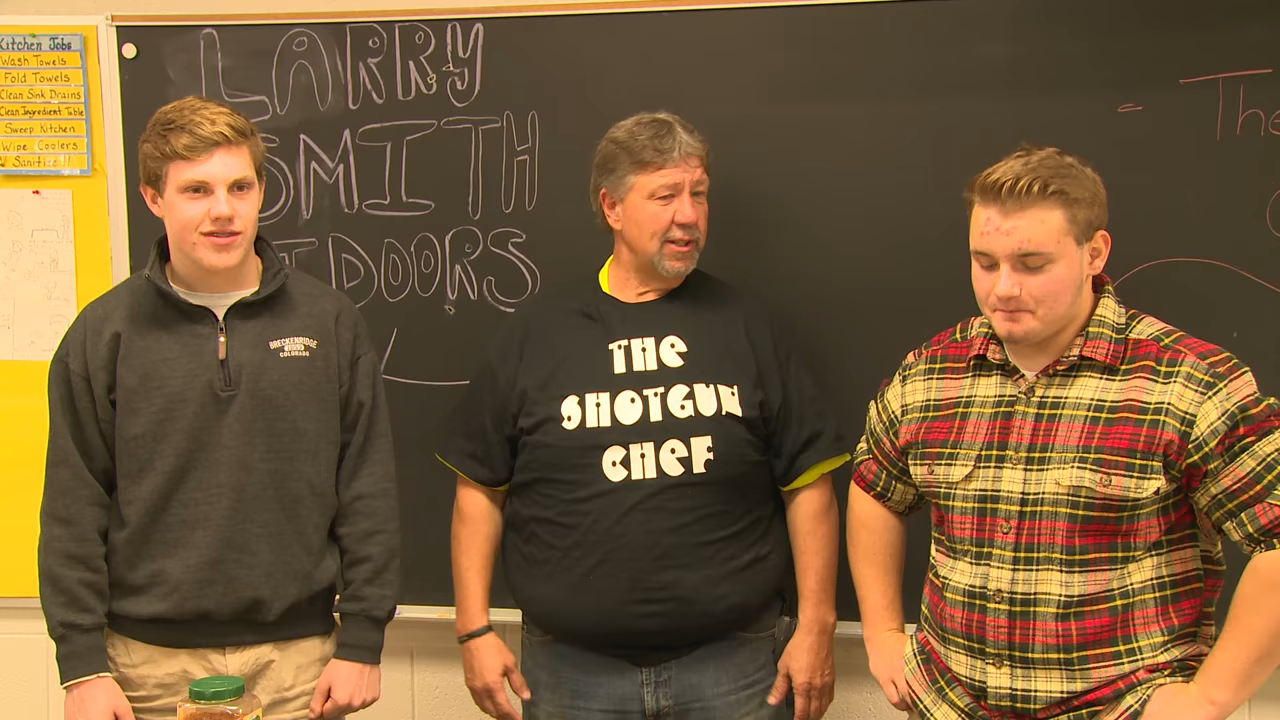 Kitchen Jobs
Wash Towels
Fold Towels
Clean Sink Drains
Clean Ingredient Table
Sweep Kitchen
Wipe Coolers
Sanitize !!
LARRY
SMITH
TDOORS
- The
BRECKENRIDGE
1859
COLORADO
THE
SHOTGUN
CHEF